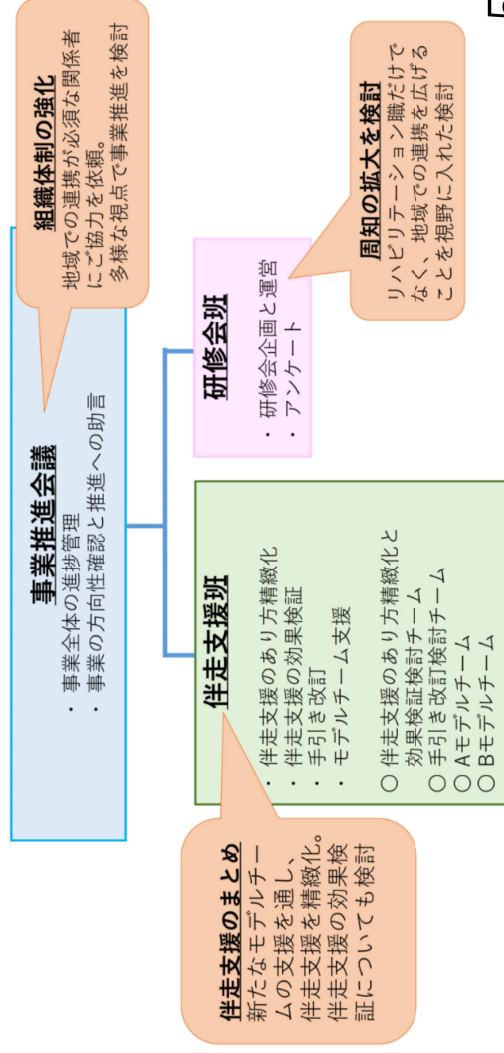 事業推進会議
・ 事業全体の進捗管理
・ 事業の方向性確認と推進への助言
組織体制の強化
地域での連携が必須な関係者
にご協力を依頼。
多様な視点で事業推進を検討
伴走支援班
・ 伴走支援のあり方精緻化
・ 伴走支援の効果検証
・ 手引き改訂
・ モデルチーム支援
〇 伴走支援のあり方精緻化と
効果検証検討チーム
〇 手引き改訂検討チーム
〇 Aモデルチーム
〇 Bモデルチーム
伴走支援のまとめ
新たなモデルチー
ムの支援を通し、
伴走支援を精緻化。
伴走支援の効果検
証についても検討
研修会班
・ 研修会企画と運営
・ アンケート
周知の拡大を検討
リハビリテーション職だけで
なく、地域での連携を広げる
ことを視野に入れた検討